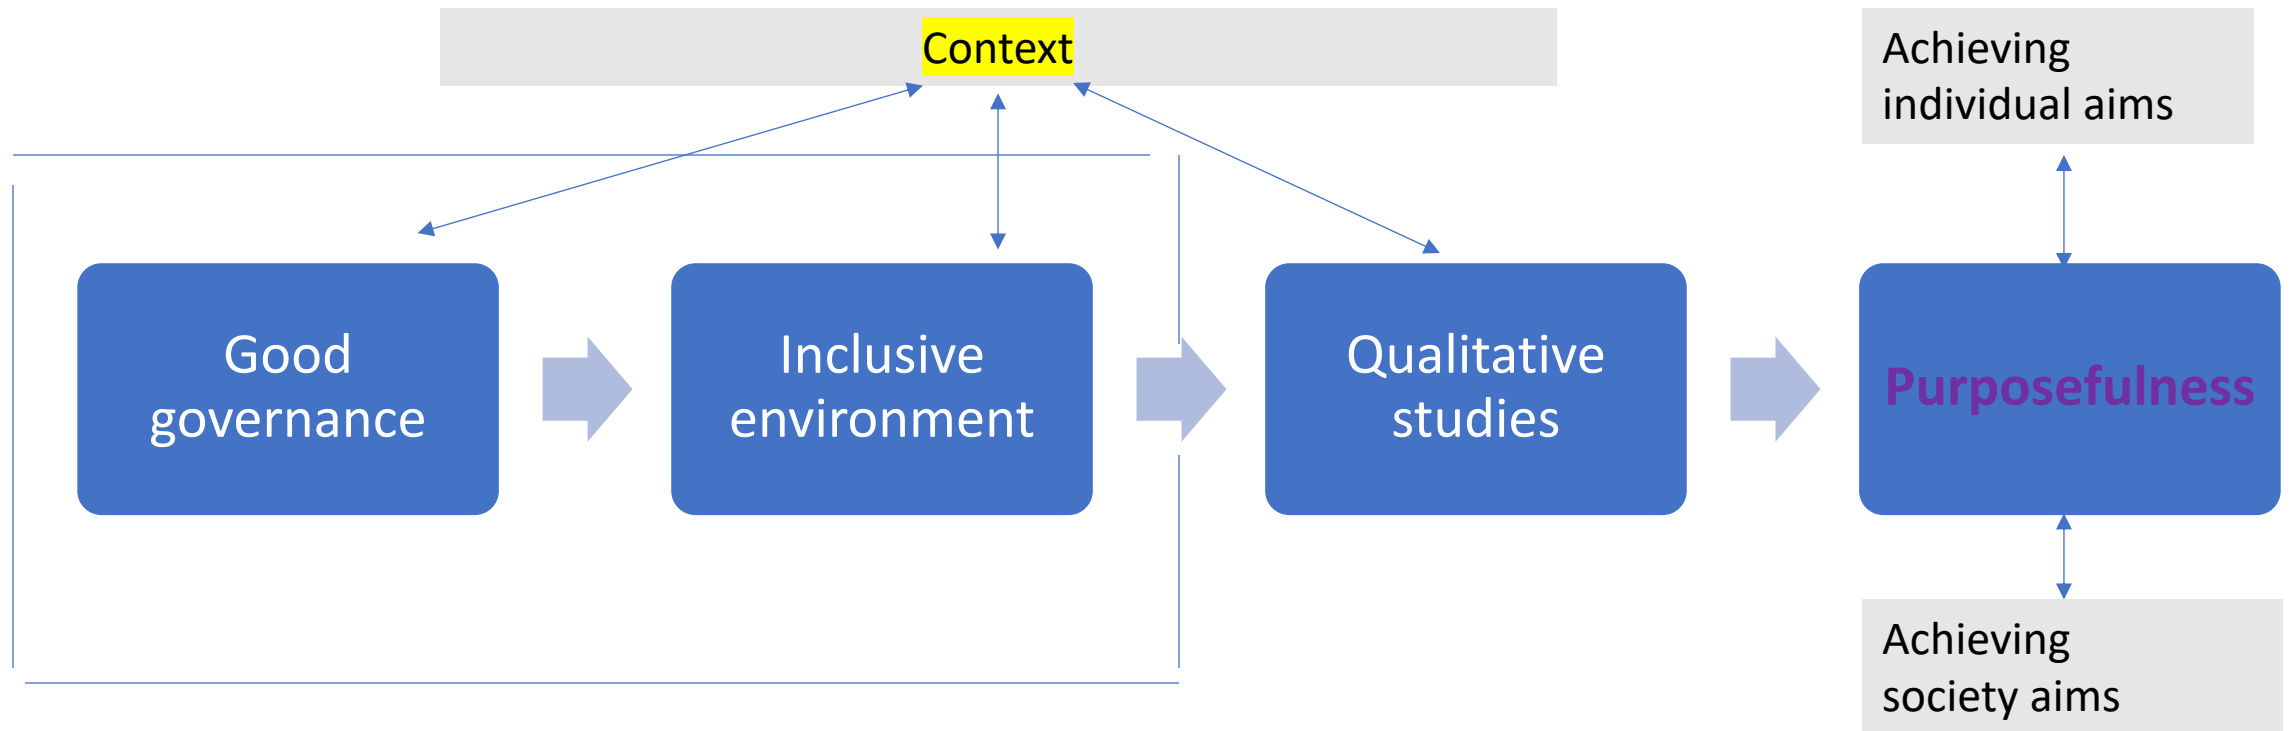 Context
Achieving
individual aims
Good
governance
Inclusive
environment
Qualitative
studies
Purposefulness
Achieving
society aims